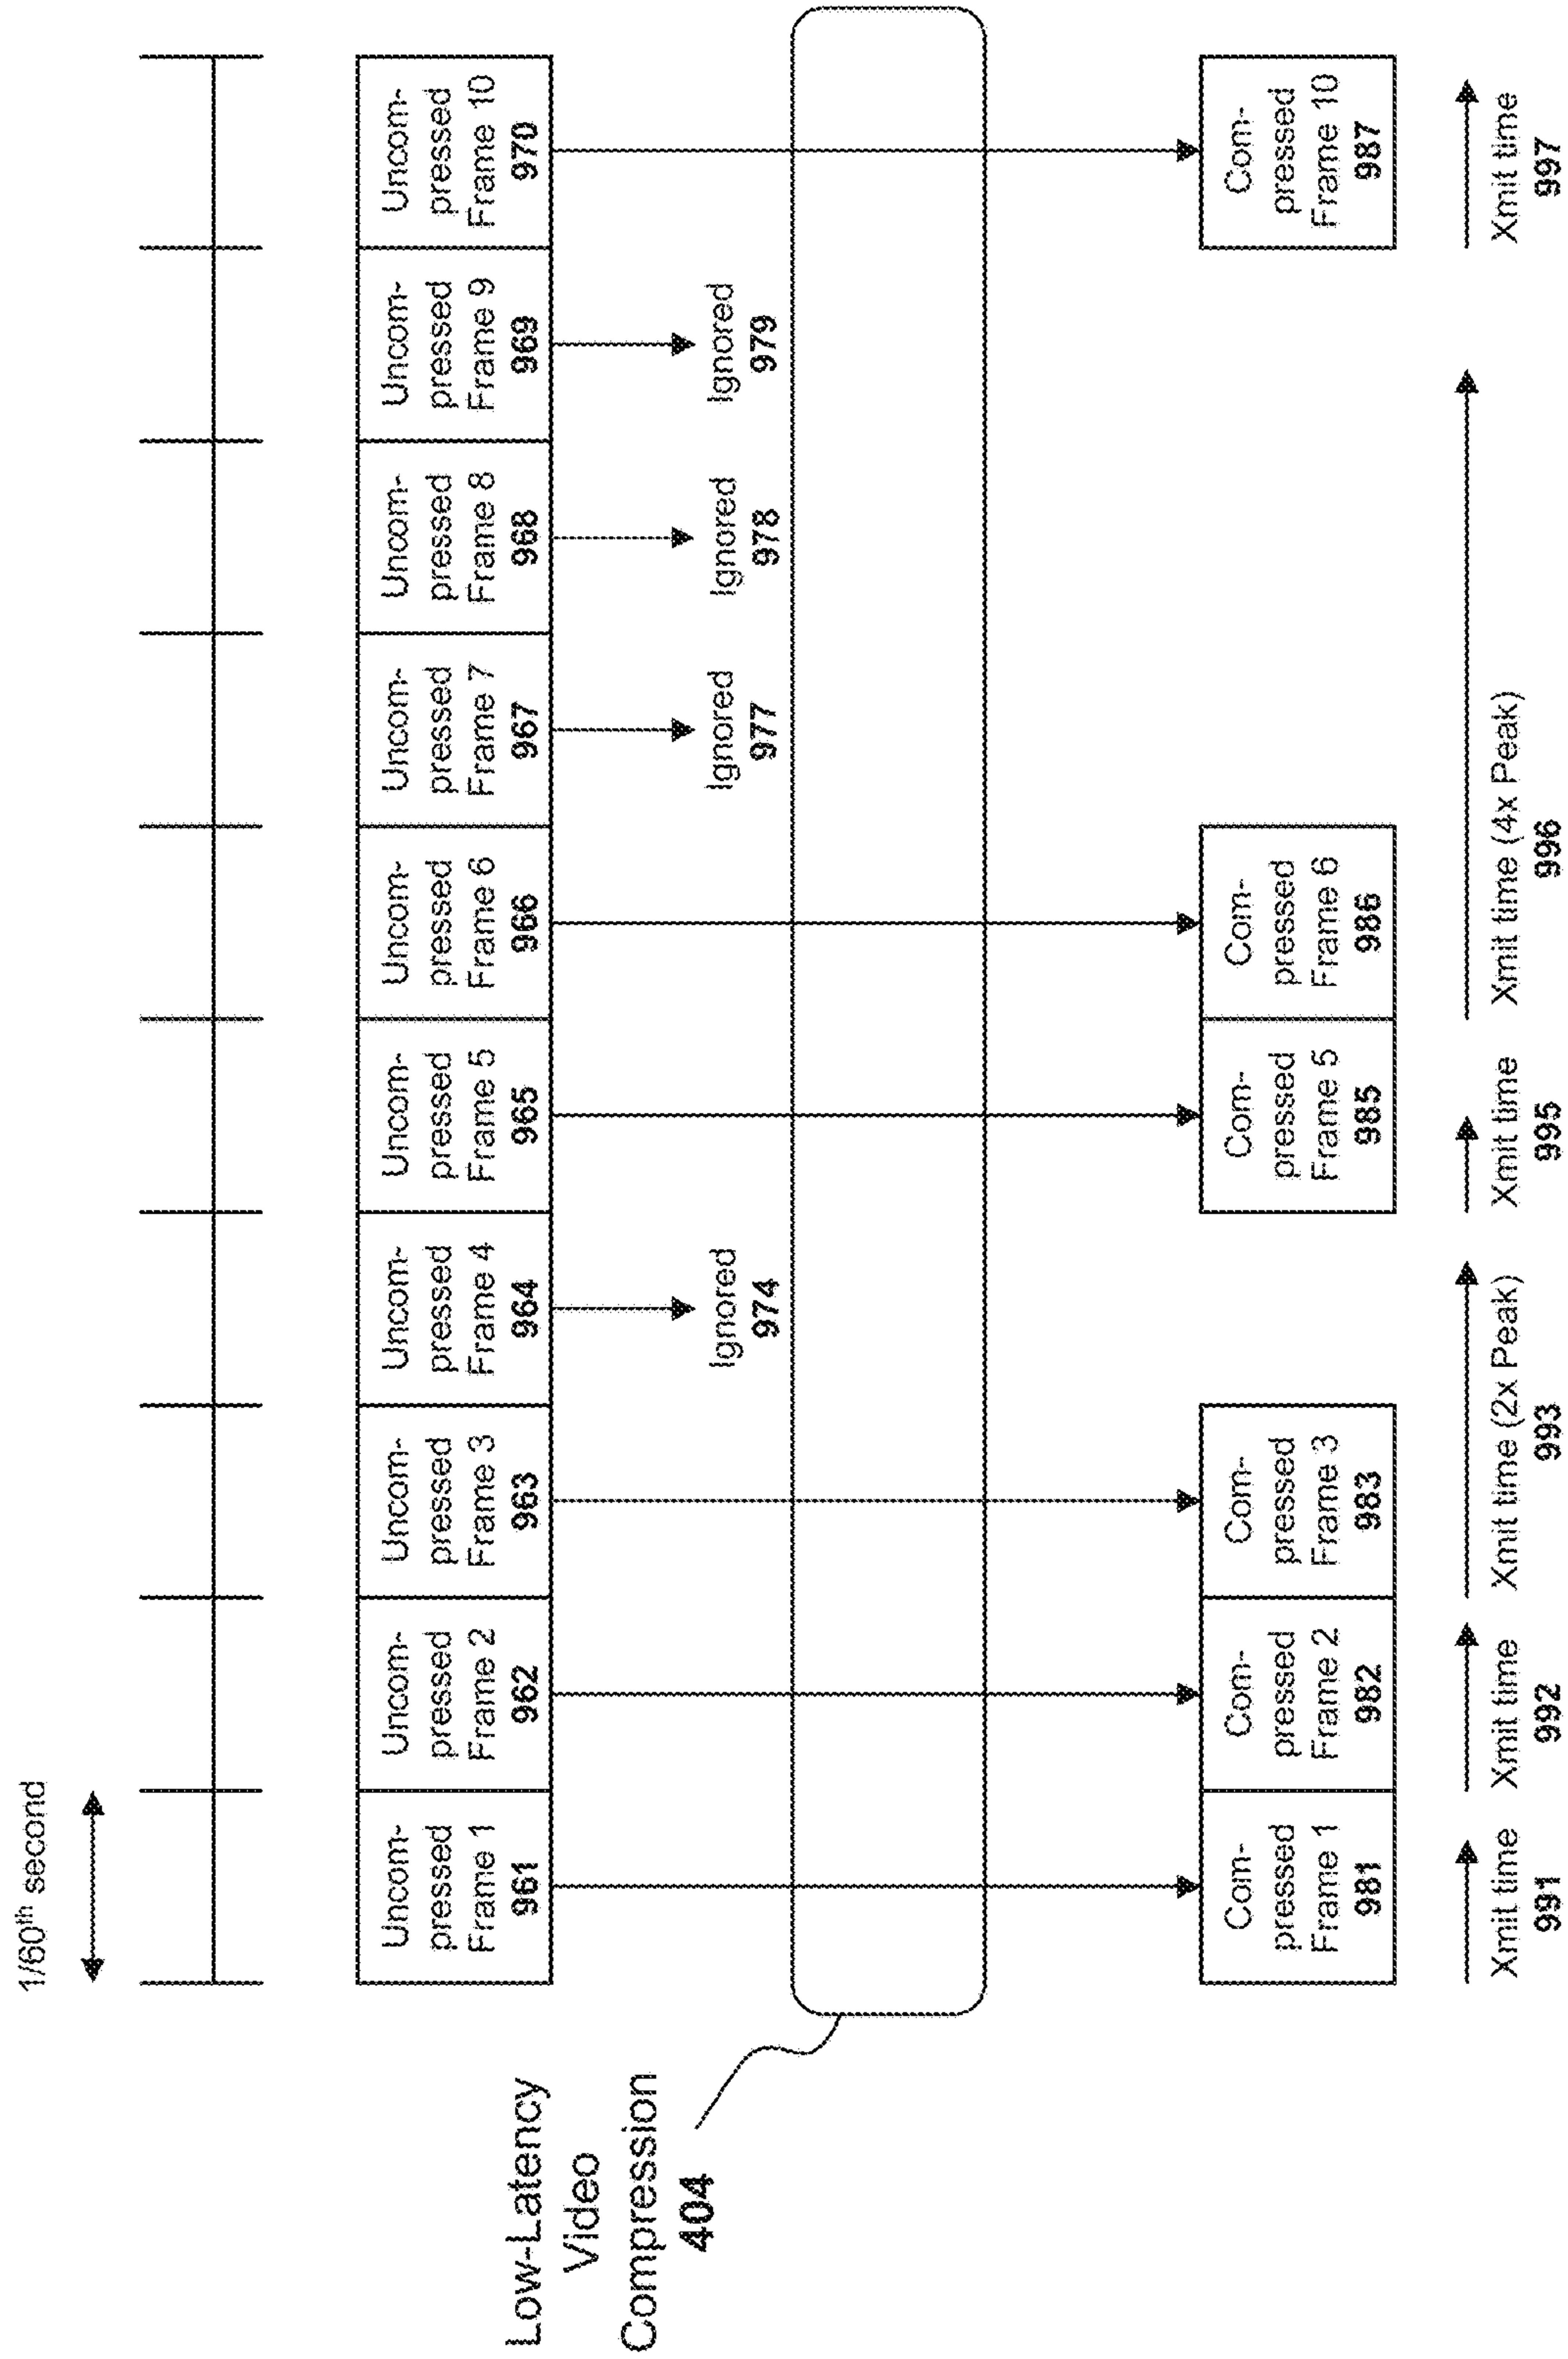 1/60th second
Uncom-
pressed
Frame 1
961
Uncom-
pressed
Frame 2
962
Uncom-
pressed
Frame 3
963
Uncom-
pressed
Frame 4
964
Uncom-
pressed
Frame 5
965
Uncom-
pressed
Frame 6
966
Uncom-
pressed
Frame 7
967
Uncom-
pressed
Frame 8
968
Uncom-
pressed
Frame 9
969
Uncom-
pressed
Frame 10
970
Ignored
974
Ignored
977
Ignored
978
Ignored
979
Low-Latency
Video
Compression
404
Com-
pressed
Frame 1
981
Com-
pressed
Frame 2
982
Com-
pressed
Frame 3
983
Com-
pressed
Frame 5
985
Com-
pressed
Frame 6
986
Com-
pressed
Frame 10
987
Xmit time
991
Xmit time
992
Xmit time (2x Peak)
993
Xmit time
995
Xmit time (4x Peak)
996
Xmit time
997